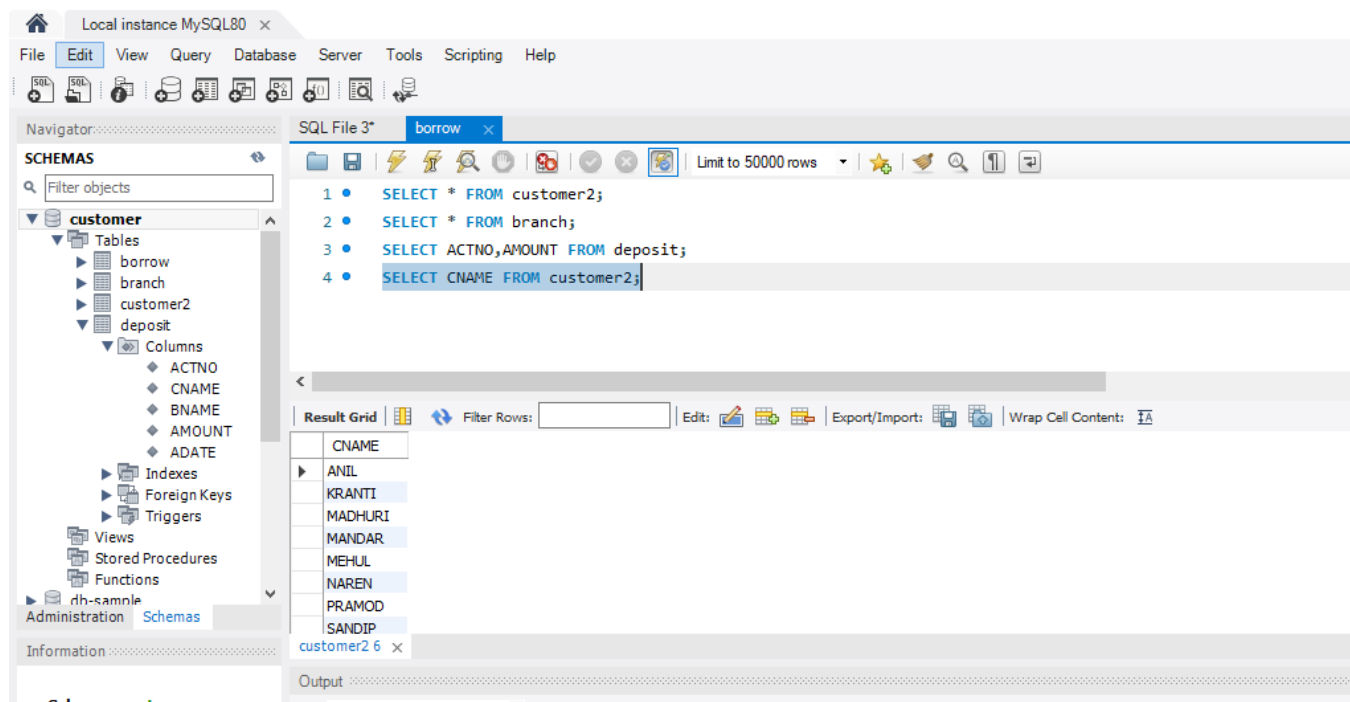 Local instance MySQL80 ×
File Edit View Query Database Server Tools Scripting Help
Navigator
SCHEMAS
Filter objects
customer
Tables
borrow
branch
customer2
deposit
Columns
ACTNO
CNAME
BNAME
AMOUNT
ADATE
Indexes
Foreign Keys
Triggers
Views
Stored Procedures
Functions
db-sample
Administration Schemas
Information
SQL File 3* borrow ×
Limit to 50000 rows
1 SELECT * FROM customer2;
2 SELECT * FROM branch;
3 SELECT ACTNO,AMOUNT FROM deposit;
4 SELECT CNAME FROM customer2;
Result Grid Filter Rows: Edit: Export/Import: Wrap Cell Content: IA
CNAME
ANIL
KRANTI
MADHURI
MANDAR
MEHUL
NAREN
PRAMOD
SANDIP
customer2 6 ×
Output